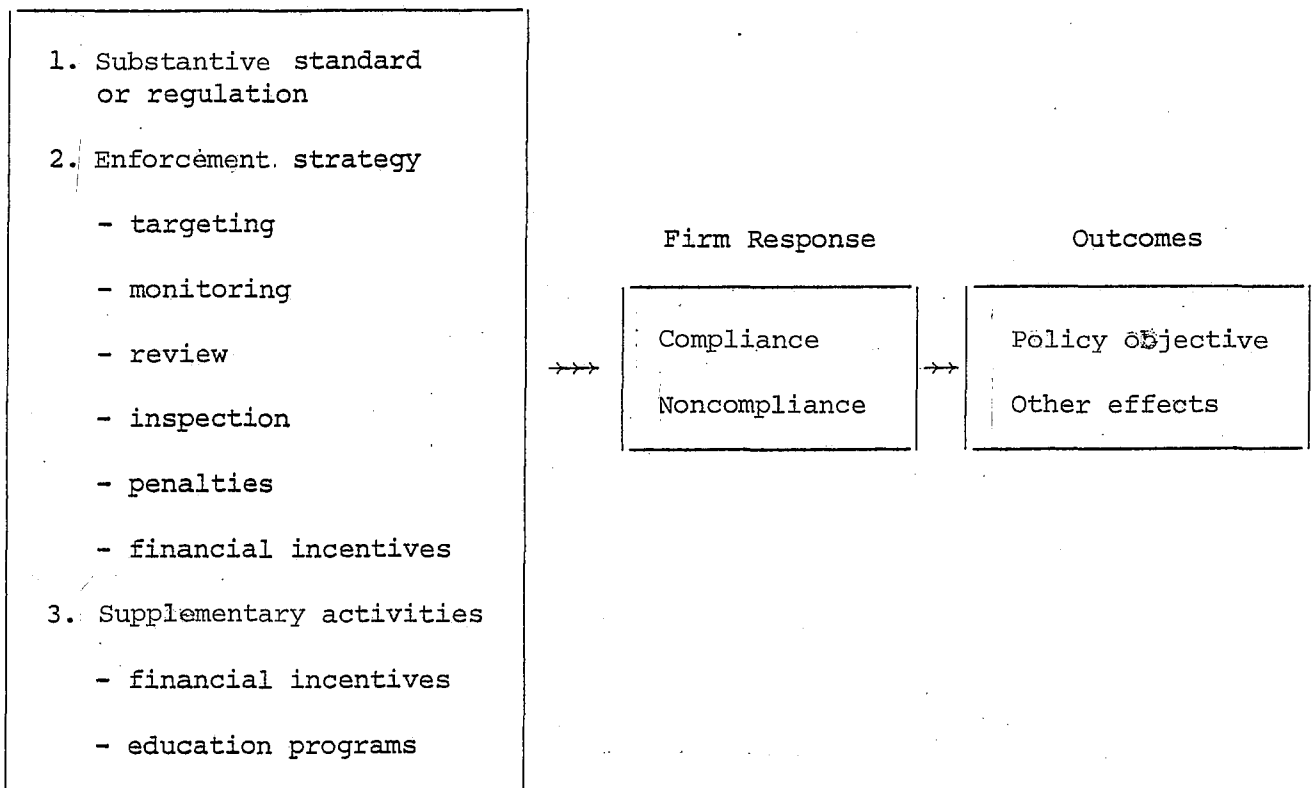 1. Substantive standard
or regulation
2. Enforcement strategy
- targeting
- monitoring
- review
- inspection
- penalties
- financial incentives
3. Supplementary activities
- financial incentives
- education programs
Firm Response
Compliance
Noncompliance
Outcomes
Policy objective
Other effects